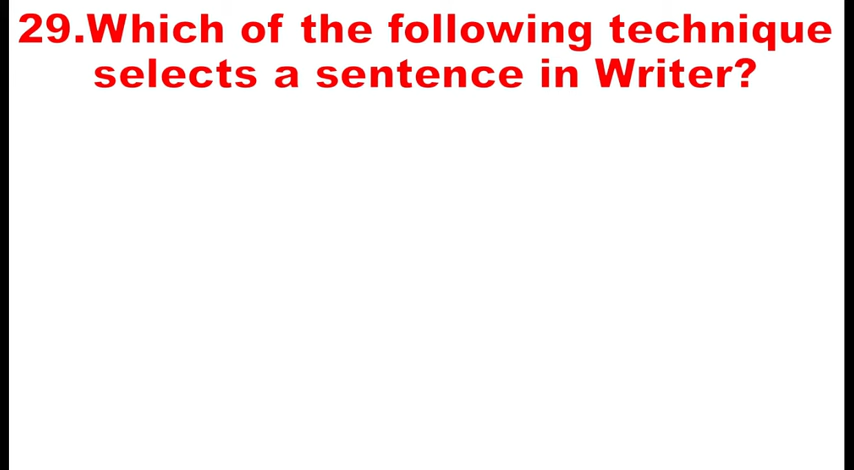 29.Which of the following technique
selects a sentence in Writer?